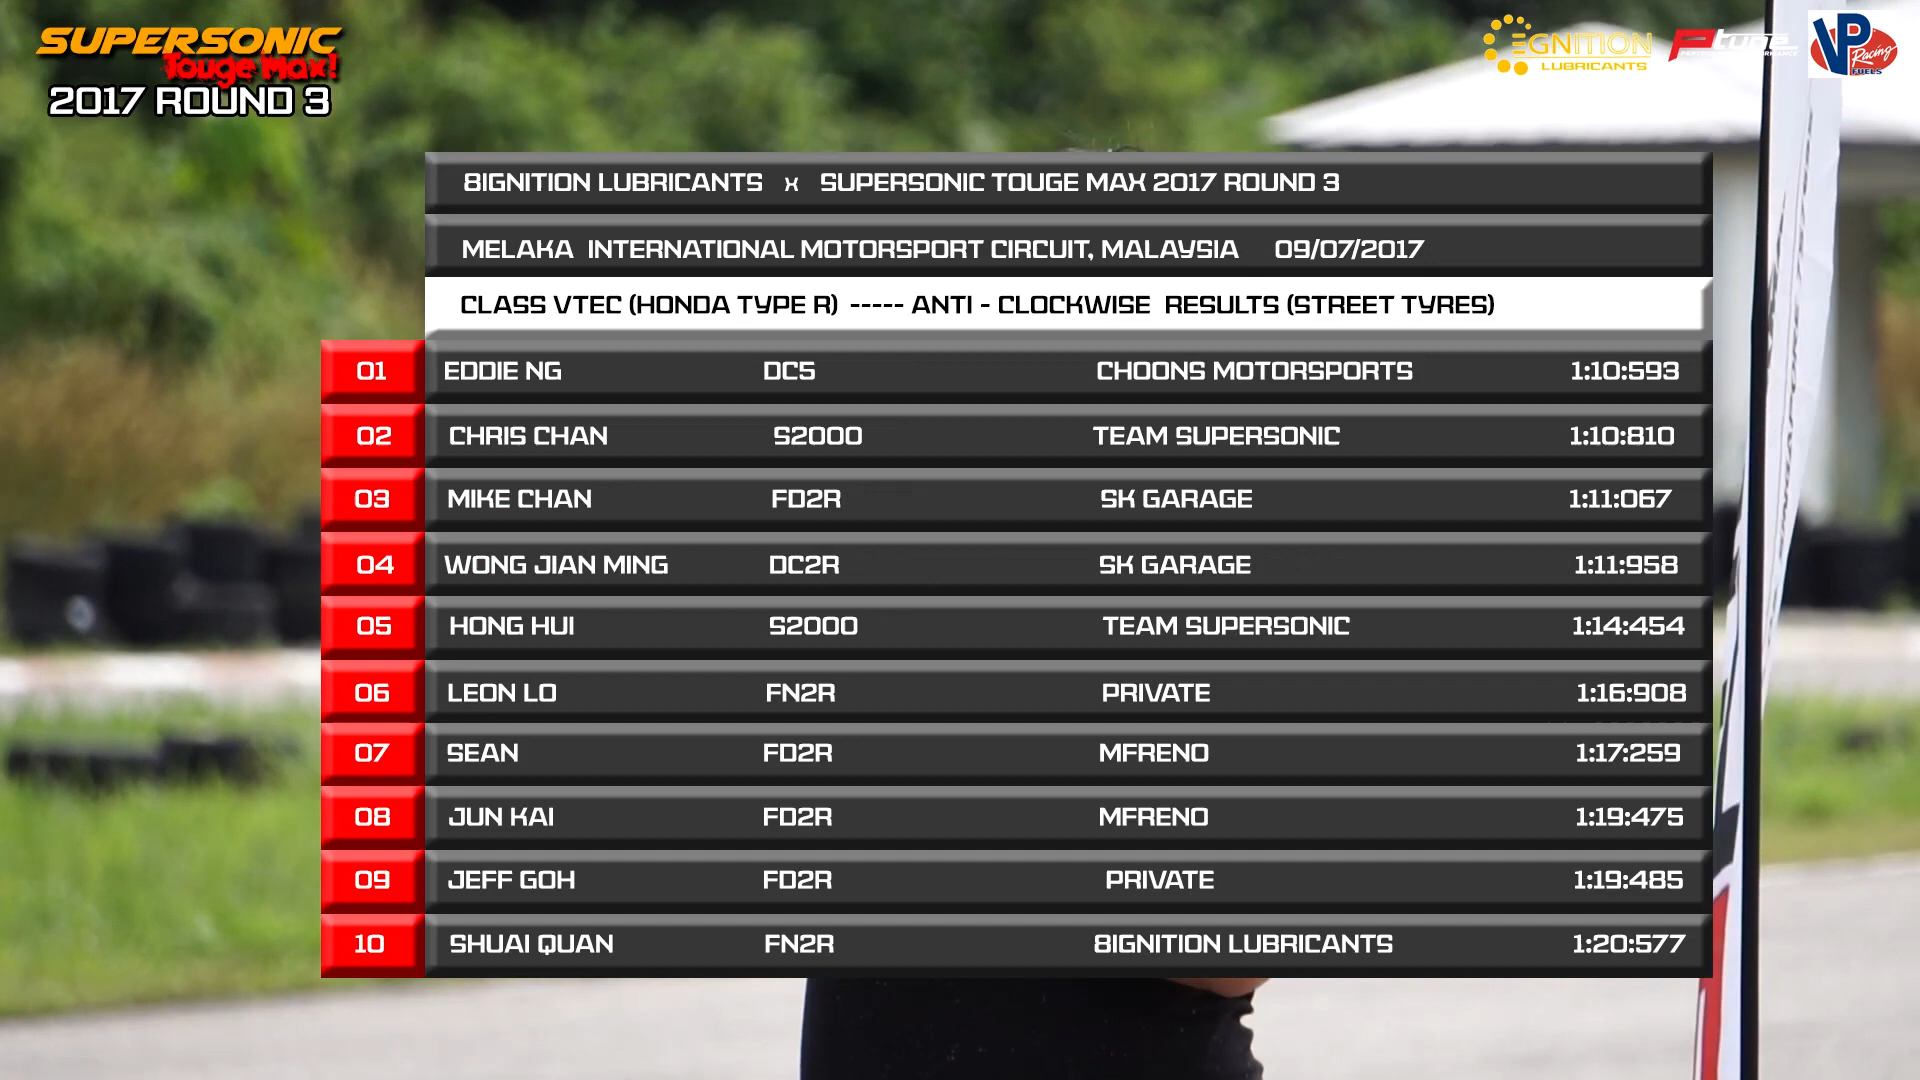 SUPERSONIC
Touge Max!
2017 ROUND 3
8IGNITION
LUBRICANTS
P tune
VP
Racing
FUELS
8IGNITION LUBRICANTS x SUPERSONIC TOUGE MAX 2017 ROUND 3
MELAKA INTERNATIONAL MOTORSPORT CIRCUIT, MALAYSIA 09/07/2017
CLASS VTEC (HONDA TYPE R) ----- ANTI - CLOCKWISE RESULTS (STREET TYRES)
01 EDDIE NG DC5 CHOONS MOTORSPORTS 1:10:593
02 CHRIS CHAN S2000 TEAM SUPERSONIC 1:10:810
03 MIKE CHAN FD2R SK GARAGE 1:11:067
04 WONG JIAN MING DC2R SK GARAGE 1:11:958
05 HONG HUI S2000 TEAM SUPERSONIC 1:14:454
06 LEON LO FN2R PRIVATE 1:16:908
07 SEAN FD2R MFRENO 1:17:259
08 JUN KAI FD2R MFRENO 1:19:475
09 JEFF GOH FD2R PRIVATE 1:19:485
10 SHUAI QUAN FN2R 8IGNITION LUBRICANTS 1:20:577